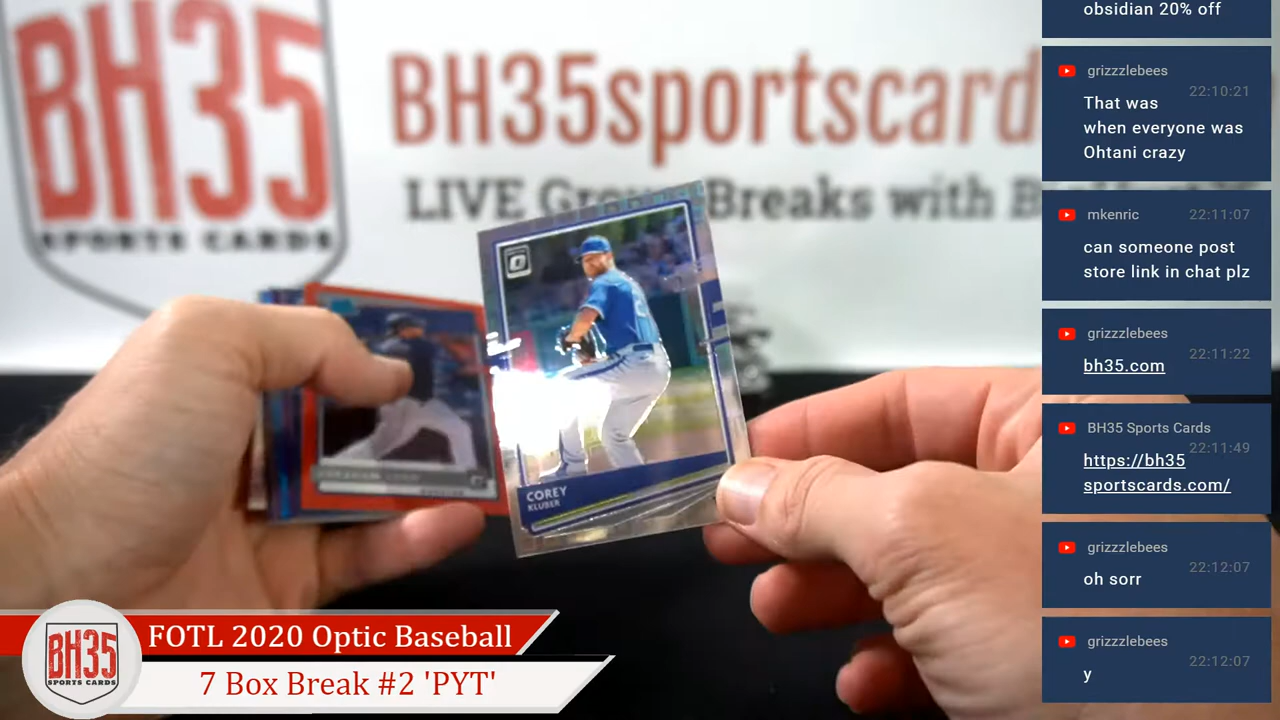 BH35
SPORTS CARDS
BH35sportscard
LIVE Group Breaks with B
COREY
KLUBER
BH35
SPORTS CARDS
FOTL 2020 Optic Baseball
7 Box Break #2 'PYT'
obsidian 20% off
grizzzlebees
22:10:21
That was
when everyone was
Ohtani crazy
mkenric
22:11:07
can someone post
store link in chat plz
grizzzlebees
22:11:22
bh35.com
BH35 Sports Cards
22:11:49
https://bh35
sportscards.com/
grizzzlebees
22:12:07
oh sorr
grizzzlebees
22:12:07
y